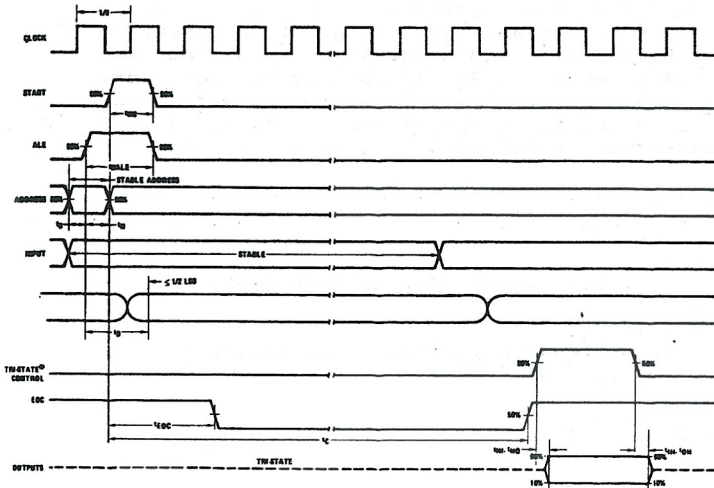 1/f
CLOCK
START
50%
50%
tWS
ALE
50%
50%
tWALE
STABLE ADDRESS
ADDRESS
50%
50%
tS
tH
INPUT
STABLE
≤ 1/2 LSB
tD
TRI-STATE®
CONTROL
50%
50%
EOC
50%
tEOC
tC
tH1, tH0
t1H, t0H
OUTPUTS
TRI-STATE
90%
90%
10%
10%